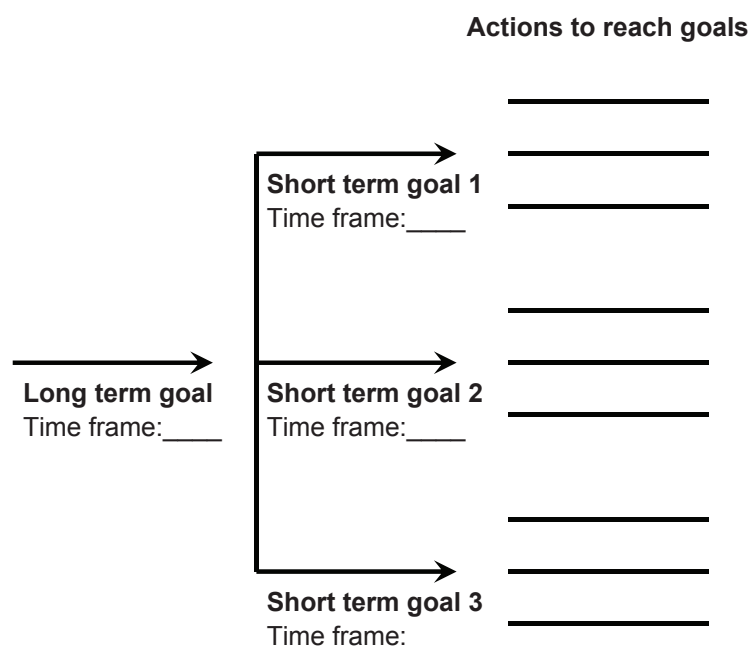 Actions to reach goals
Short term goal 1
Time frame:____
Long term goal
Time frame:____
Short term goal 2
Time frame:____
Short term goal 3
Time frame: